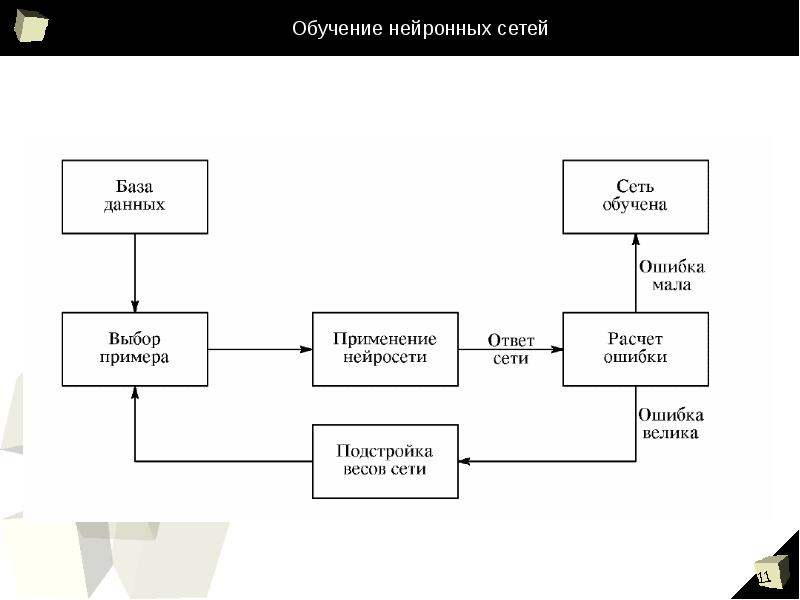 Обучение нейронных сетей
База
данных
Сеть
обучена
Ошибка
мала
Выбор
примера
Применение
нейросети
Ответ
сети
Расчет
ошибки
Ошибка
велика
Подстройка
весов сети
11